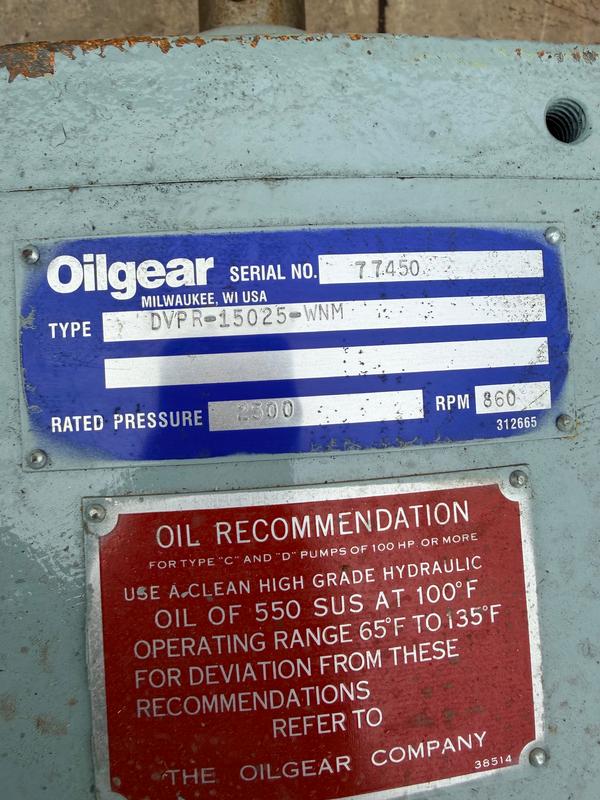 Oilgear SERIAL NO. 77450
MILWAUKEE, WI USA
TYPE DVPR-15025-WNM
RATED PRESSURE 2500 RPM 860
312665
OIL RECOMMENDATION
FOR TYPE "C" AND "D" PUMPS OF 100 HP. OR MORE
USE A CLEAN HIGH GRADE HYDRAULIC
OIL OF 550 SUS AT 100°F
OPERATING RANGE 65°F TO 135°F
FOR DEVIATION FROM THESE
RECOMMENDATIONS
REFER TO
THE OILGEAR COMPANY
38514